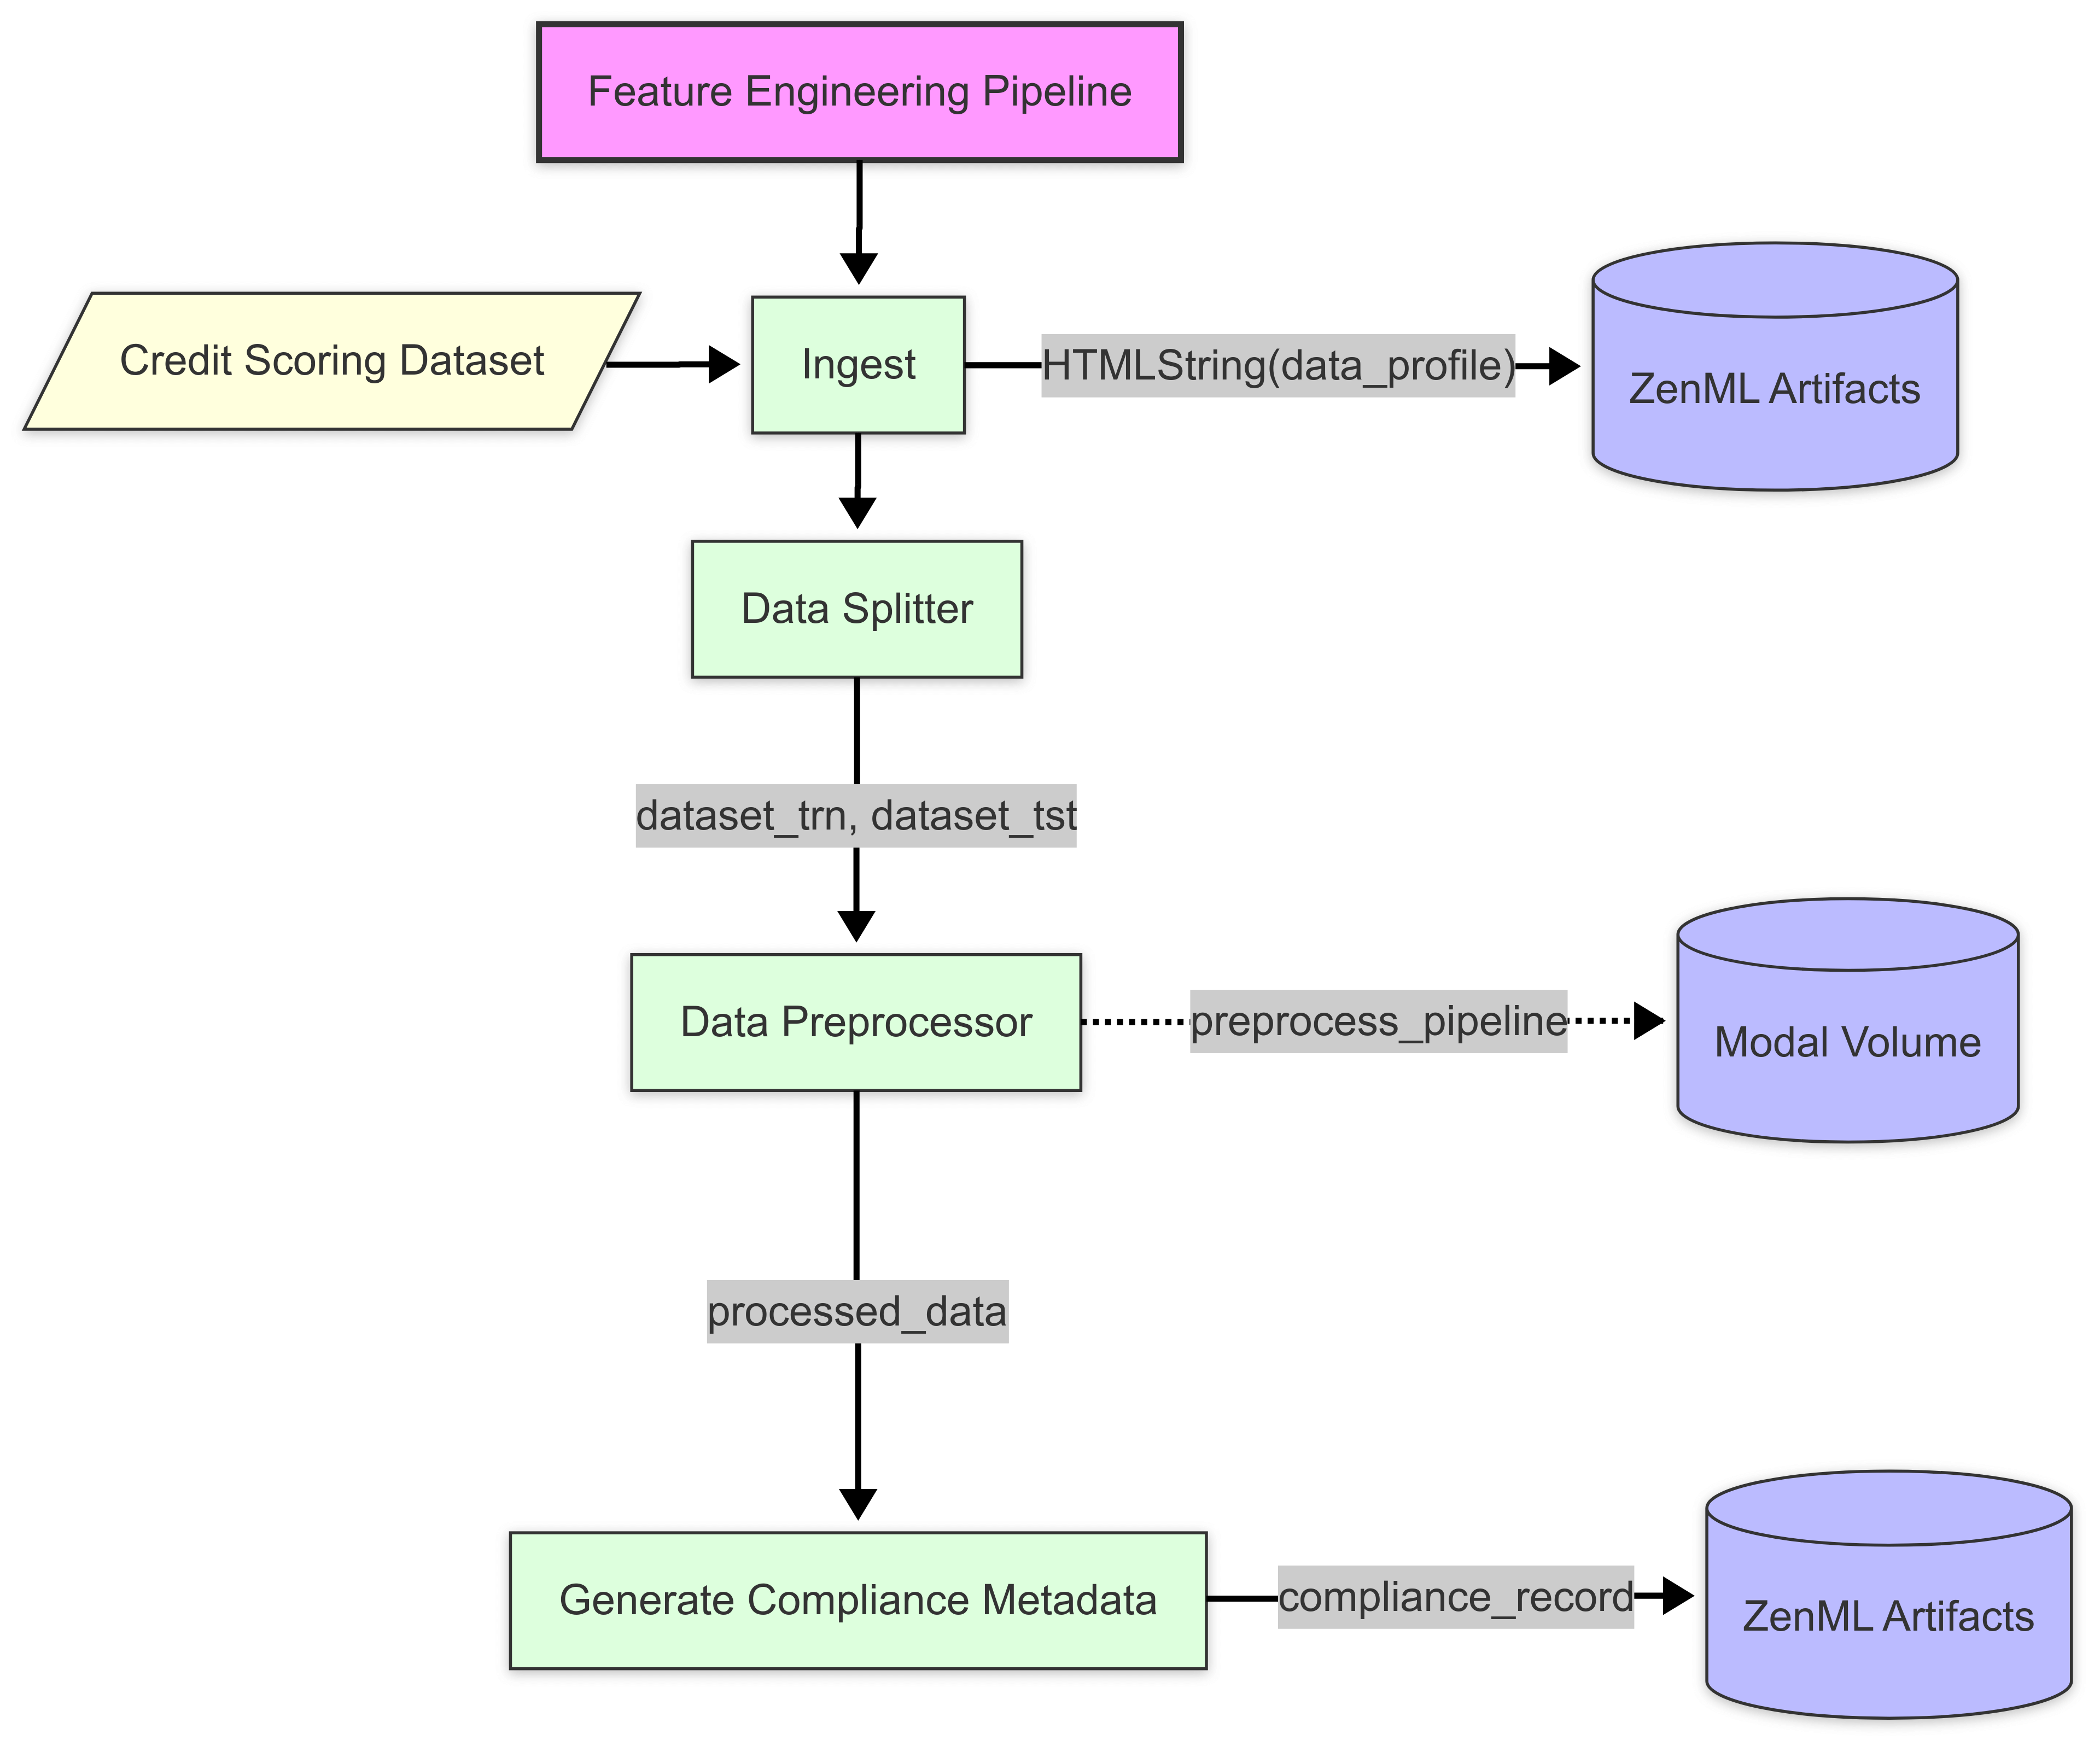 Feature Engineering Pipeline
Credit Scoring Dataset
Ingest
HTMLString(data_profile)
ZenML Artifacts
Data Splitter
dataset_trn, dataset_tst
Data Preprocessor
preprocess_pipeline
Modal Volume
processed_data
Generate Compliance Metadata
compliance_record
ZenML Artifacts